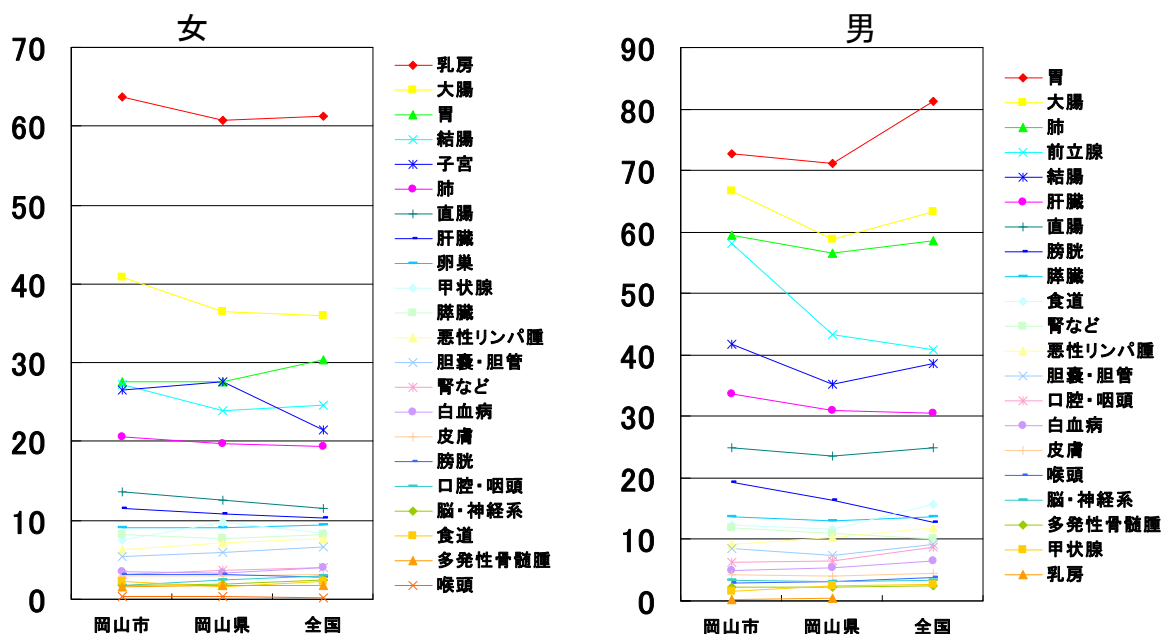 女
70
60
50
40
30
20
10
0
岡山市 岡山県 全国
乳房
大腸
胃
結腸
子宮
肺
直腸
肝臓
卵巣
甲状腺
膵臓
悪性リンパ腫
胆嚢・胆管
腎など
白血病
皮膚
膀胱
口腔・咽頭
脳・神経系
食道
多発性骨髄腫
喉頭
男
90
80
70
60
50
40
30
20
10
0
岡山市 岡山県 全国
胃
大腸
肺
前立腺
結腸
肝臓
直腸
膀胱
膵臓
食道
腎など
悪性リンパ腫
胆嚢・胆管
口腔・咽頭
白血病
皮膚
喉頭
脳・神経系
多発性骨髄腫
甲状腺
乳房